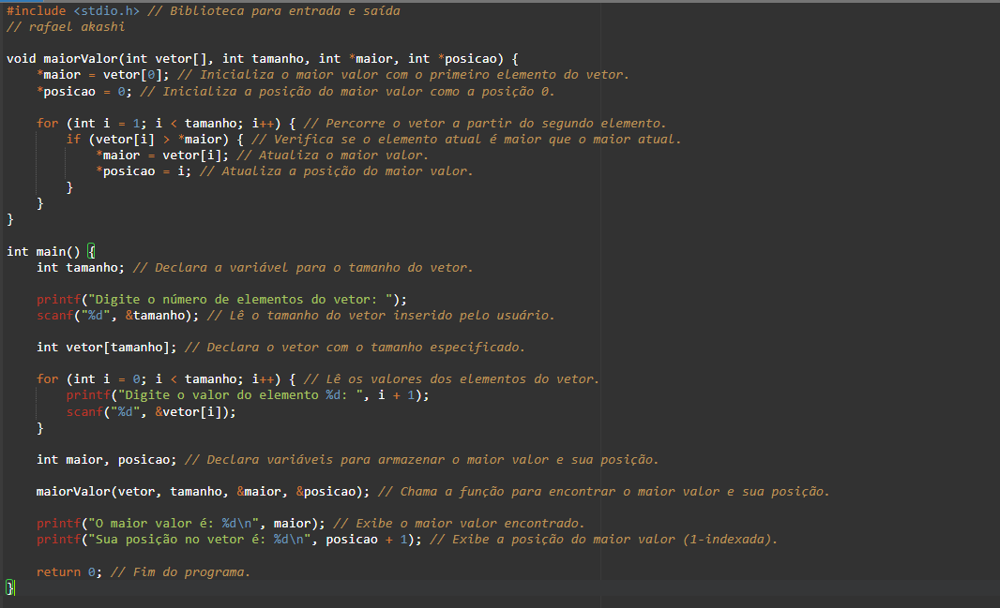 #include <stdio.h> // Biblioteca para entrada e saída
// rafael akashi
void maiorValor(int vetor[], int tamanho, int *maior, int *posicao) {
*maior = vetor[0]; // Inicializa o maior valor com o primeiro elemento do vetor.
*posicao = 0; // Inicializa a posição do maior valor como a posição 0.
for (int i = 1; i < tamanho; i++) { // Percorre o vetor a partir do segundo elemento.
if (vetor[i] > *maior) { // Verifica se o elemento atual é maior que o maior atual.
*maior = vetor[i]; // Atualiza o maior valor.
*posicao = i; // Atualiza a posição do maior valor.
}
}
}
int main() {
int tamanho; // Declara a variável para o tamanho do vetor.
printf("Digite o número de elementos do vetor: ");
scanf("%d", &tamanho); // Lê o tamanho do vetor inserido pelo usuário.
int vetor[tamanho]; // Declara o vetor com o tamanho especificado.
for (int i = 0; i < tamanho; i++) { // Lê os valores dos elementos do vetor.
printf("Digite o valor do elemento %d: ", i + 1);
scanf("%d", &vetor[i]);
}
int maior, posicao; // Declara variáveis para armazenar o maior valor e sua posição.
maiorValor(vetor, tamanho, &maior, &posicao); // Chama a função para encontrar o maior valor e sua posição.
printf("O maior valor é: %d\n", maior); // Exibe o maior valor encontrado.
printf("Sua posição no vetor é: %d\n", posicao + 1); // Exibe a posição do maior valor (1-indexada).
return 0; // Fim do programa.
}